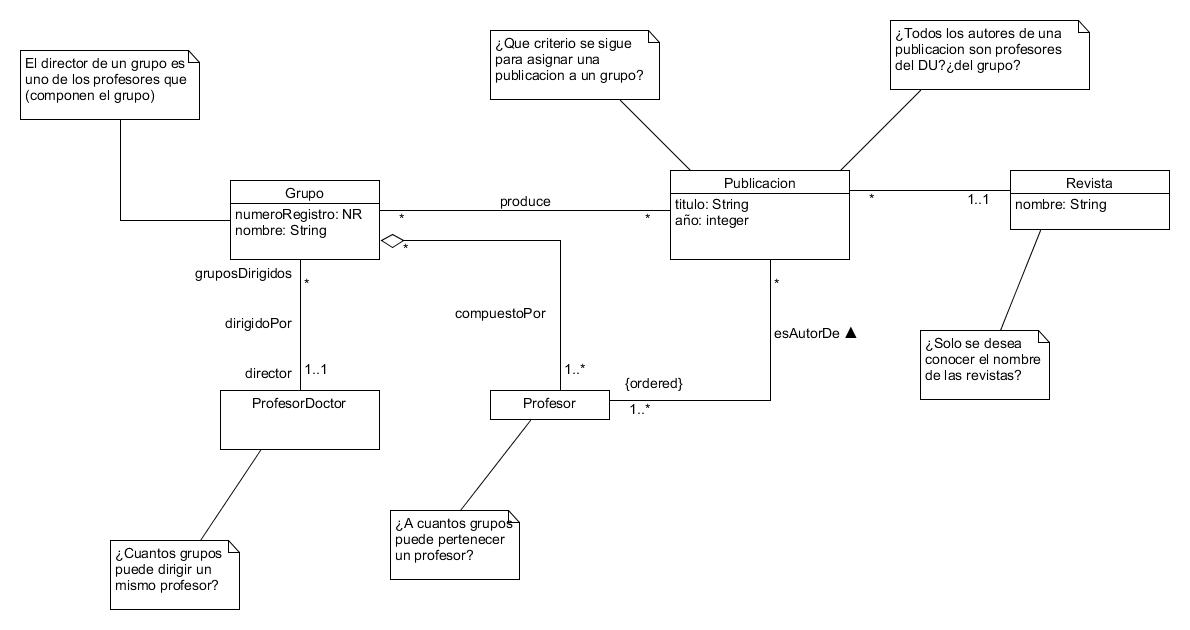 ¿Todos los autores de una
publicacion son profesores
del DU?¿del grupo?
¿Que criterio se sigue
para asignar una
publicacion a un grupo?
El director de un grupo es
uno de los profesores que
(componen el grupo)
Grupo
numeroRegistro: NR
nombre: String
produce
*
*
Publicacion
titulo: String
año: integer
*
1..1
Revista
nombre: String
*
gruposDirigidos
*
dirigidoPor
director
1..1
compuestoPor
1..*
*
esAutorDe ▲
{ordered}
1..*
¿Solo se desea
conocer el nombre
de las revistas?
ProfesorDoctor
Profesor
¿A cuantos grupos
puede pertenecer
un profesor?
¿Cuantos grupos
puede dirigir un
mismo profesor?